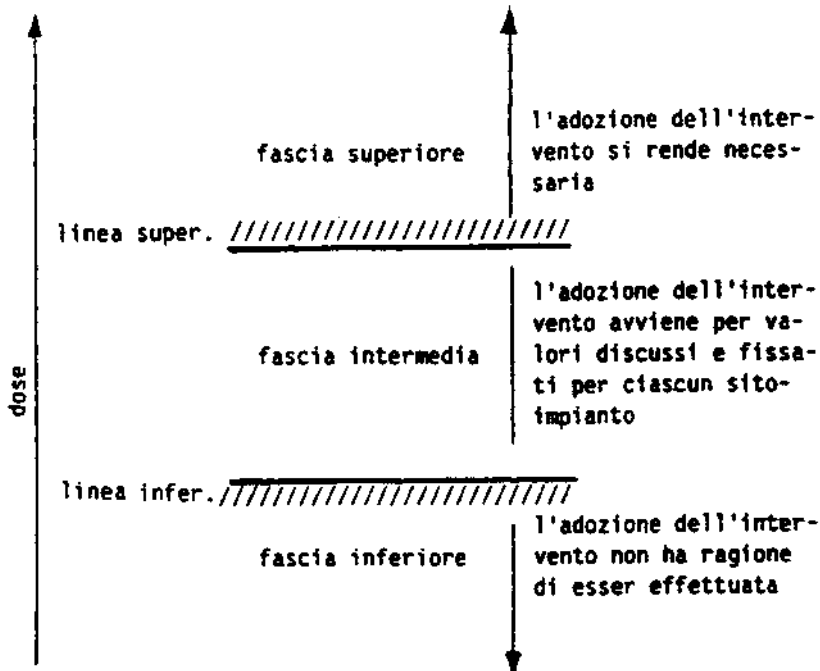 l'adozione dell'inter-
vento si rende neces-
saria
fascia superiore
linea super.
l'adozione dell'inter-
vento avviene per va-
lori discussi e fissa-
ti per ciascun sito-
impianto
fascia intermedia
dose
linea infer.
l'adozione dell'inter-
vento non ha ragione
di esser effettuata
fascia inferiore